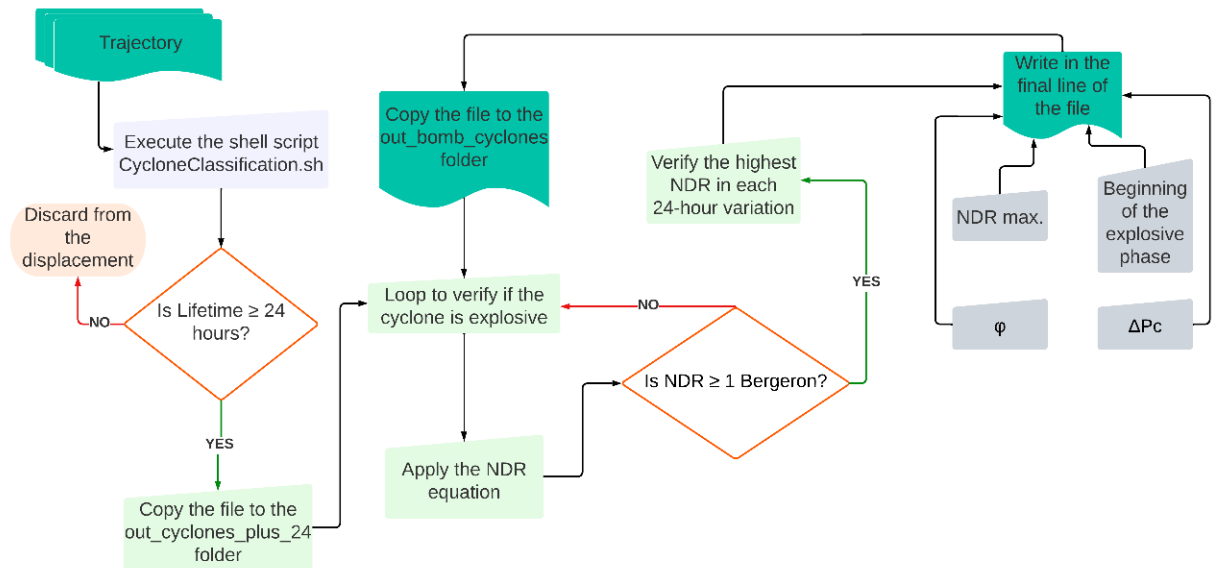 Trajectory
Execute the shell script
CycloneClassification.sh
Discard from
the
displacement
Is Lifetime ≥ 24
hours?
NO
YES
Copy the file to the
out_cyclones_plus_24
folder
Copy the file to the
out_bomb_cyclones
folder
Loop to verify if the
cyclone is explosive
Apply the NDR
equation
Is NDR ≥ 1 Bergeron?
NO
YES
Verify the highest
NDR in each
24-hour variation
Write in the
final line of
the file
NDR max.
Beginning
of the
explosive
phase
φ
ΔPc